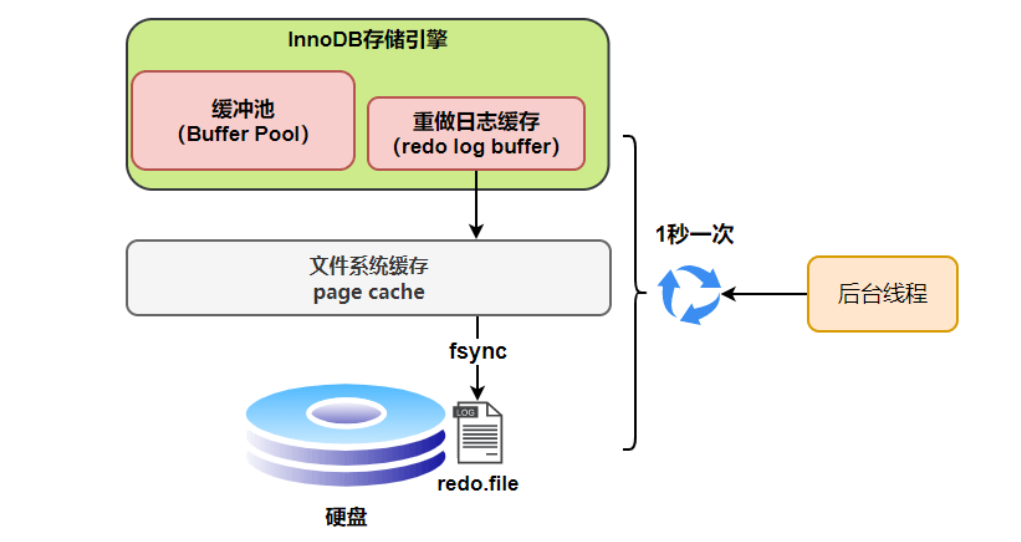 InnoDB存储引擎
缓冲池
（Buffer Pool）
重做日志缓存
（redo log buffer）
1秒一次
后台线程
文件系统缓存
page cache
fsync
LOG
redo.file
硬盘